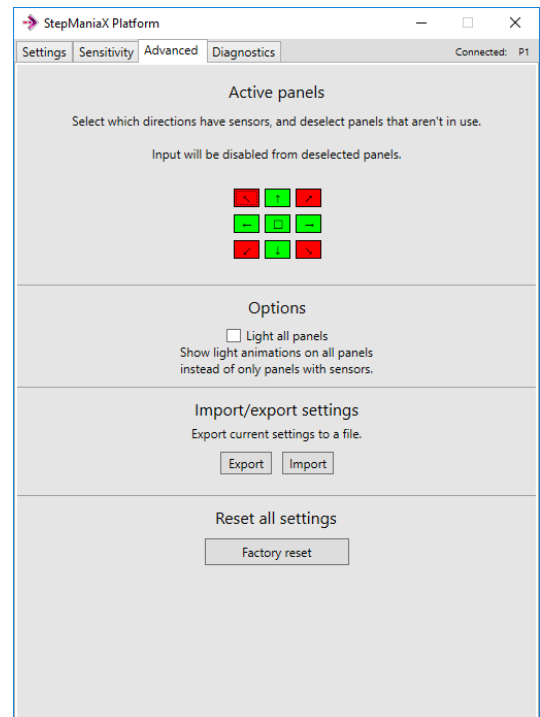 StepManiaX Platform
Settings Sensitivity Advanced Diagnostics Connected: P1
Active panels
Select which directions have sensors, and deselect panels that aren't in use.
Input will be disabled from deselected panels.
↖ ↑ ↗
← □ →
↙ ↓ ↘
Options
Light all panels
Show light animations on all panels
instead of only panels with sensors.
Import/export settings
Export current settings to a file.
Export Import
Reset all settings
Factory reset